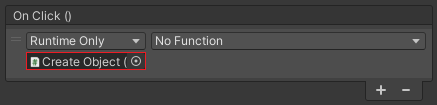 On Click ()
Runtime Only No Function
Create Object (